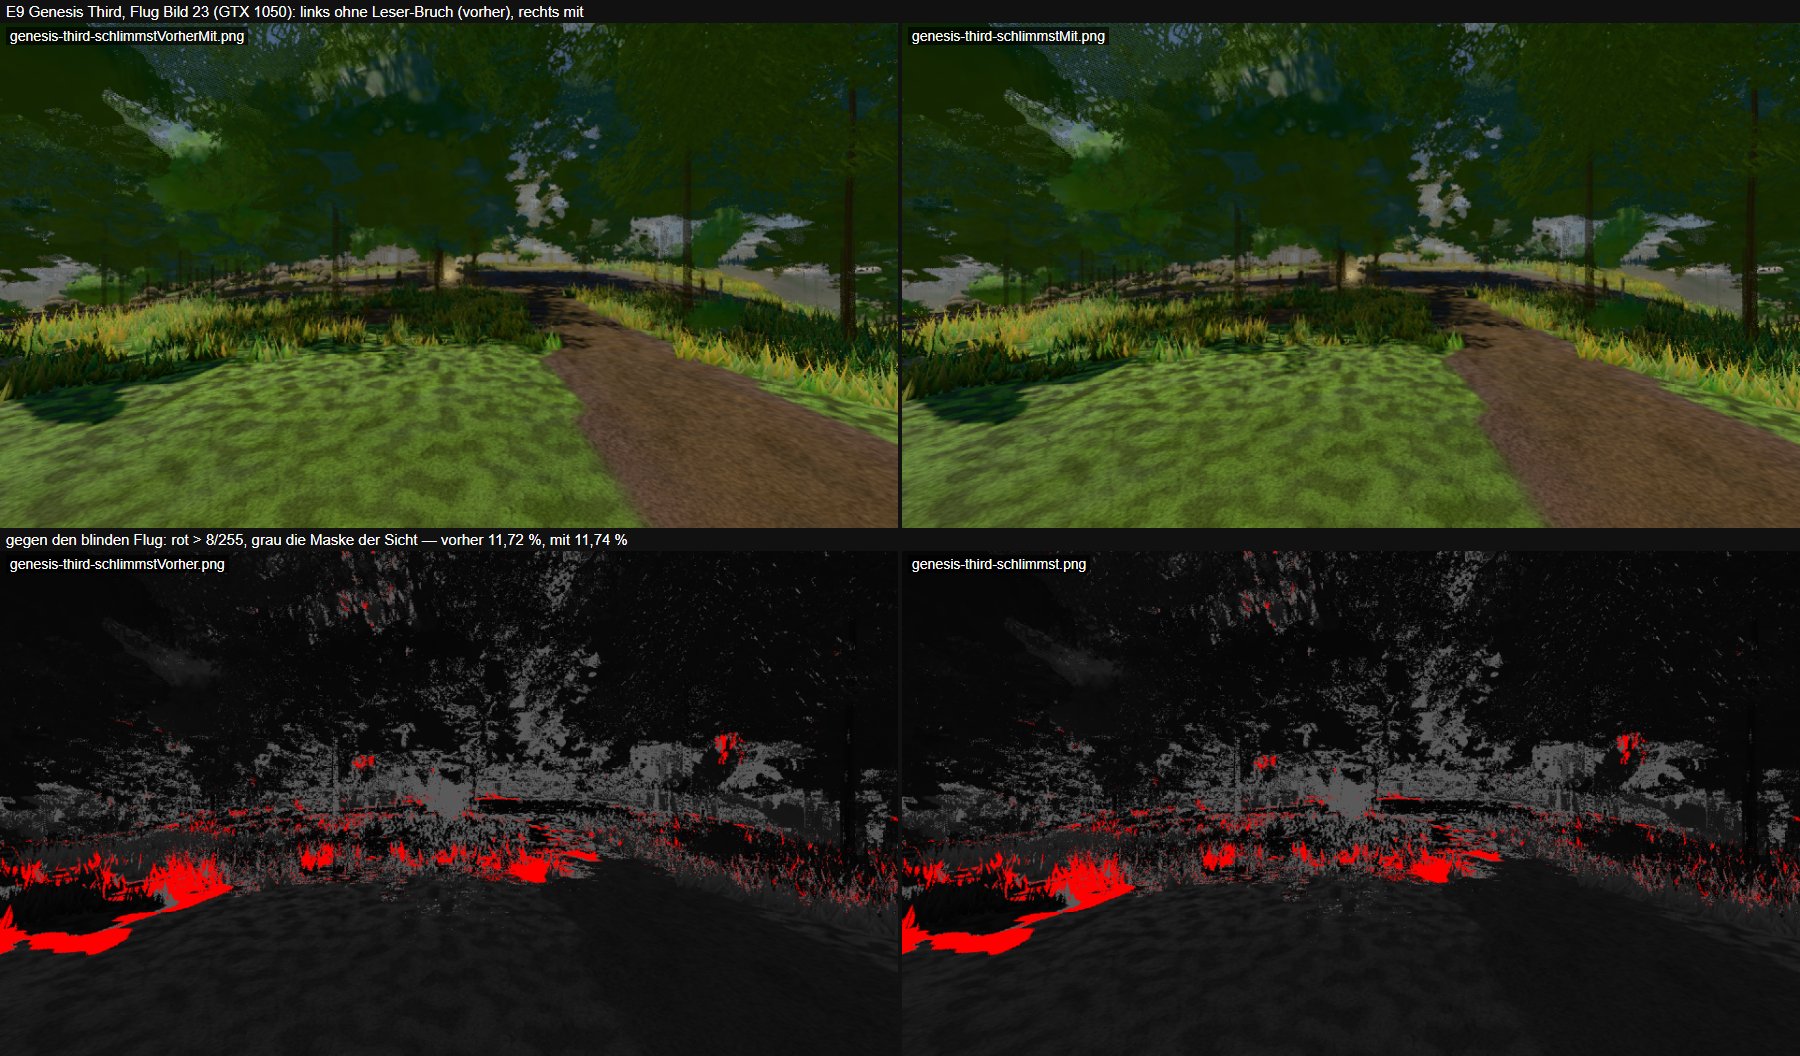 E9 Genesis Third, Flug Bild 23 (GTX 1050): links ohne Leser-Bruch (vorher), rechts mit
genesis-third-schlimmstVorherMit.png
genesis-third-schlimmstMit.png
gegen den blinden Flug: rot > 8/255, grau die Maske der Sicht — vorher 11,72 %, mit 11,74 %
genesis-third-schlimmstVorher.png
genesis-third-schlimmst.png